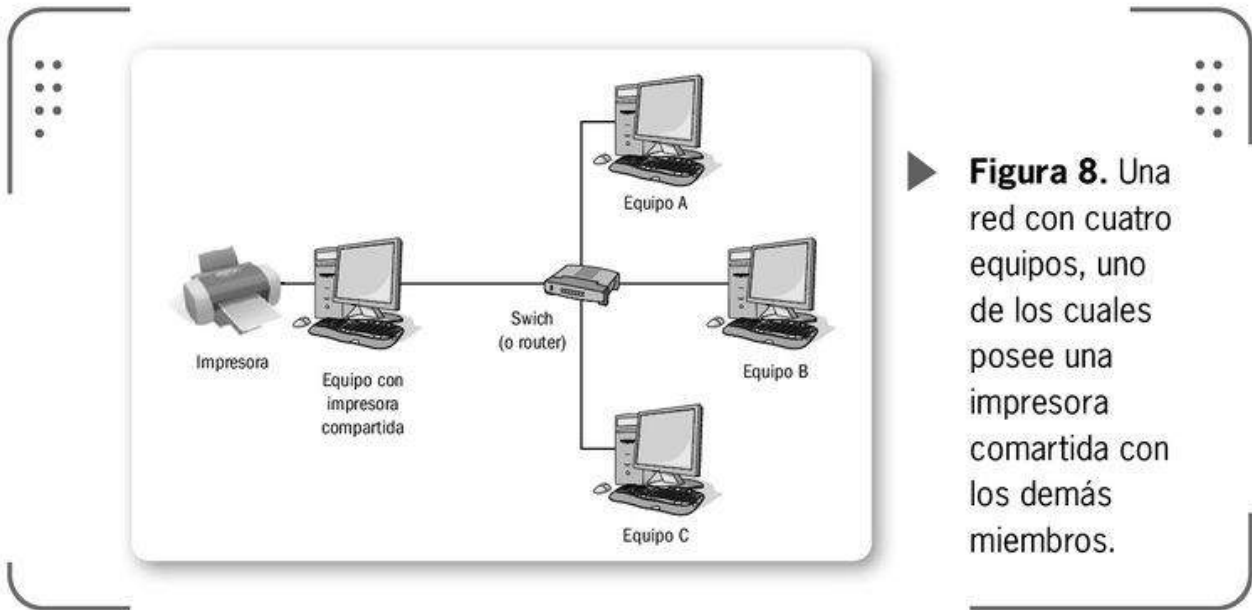 Equipo A
Impresora
Equipo con
impresora
compartida
Swich
(o router)
Equipo B
Equipo C
Figura 8. Una
red con cuatro
equipos, uno
de los cuales
posee una
impresora
comartida con
los demás
miembros.